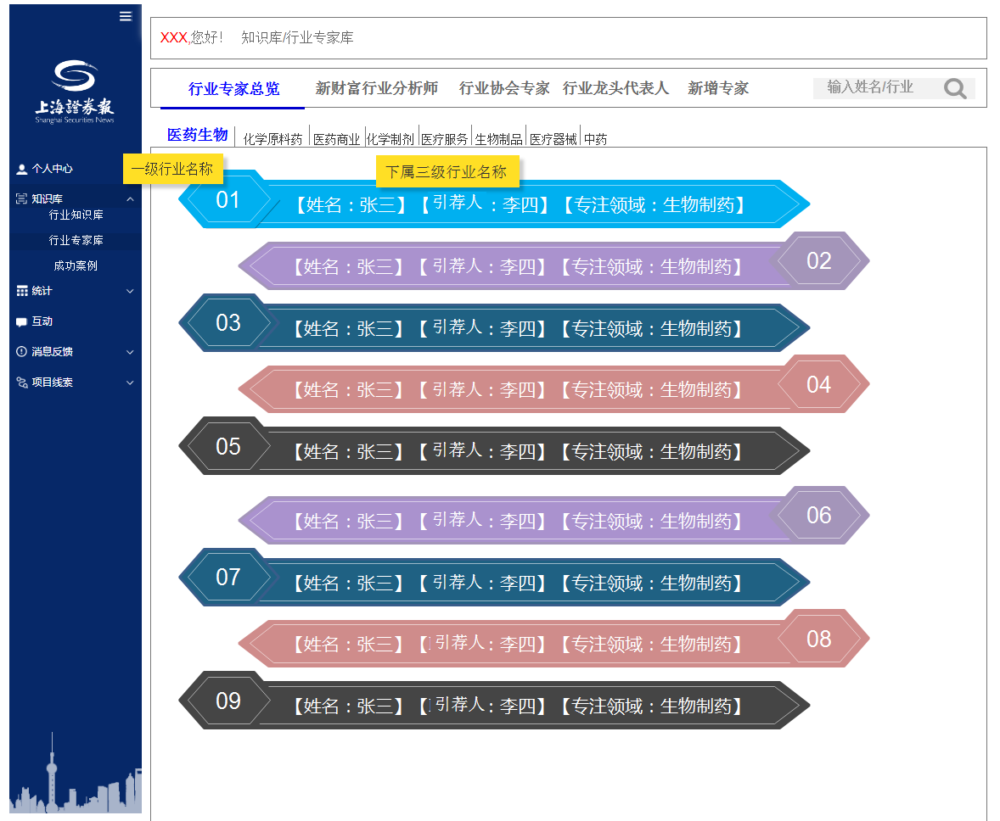 XXX,您好！ 知识库/行业专家库
上海證券報
Shanghai Securities News
个人中心
知识库
行业知识库
行业专家库
成功案例
统计
互动
消息反馈
项目线索
行业专家总览 新财富行业分析师 行业协会专家 行业龙头代表人 新增专家 输入姓名/行业
医药生物 化学原料药 医药商业 化学制剂 医疗服务 生物制品 医疗器械 中药
一级行业名称 下属三级行业名称
01 【姓名：张三】【引荐人：李四】【专注领域：生物制药】
【姓名：张三】【引荐人：李四】【专注领域：生物制药】 02
03 【姓名：张三】【引荐人：李四】【专注领域：生物制药】
【姓名：张三】【引荐人：李四】【专注领域：生物制药】 04
05 【姓名：张三】【引荐人：李四】【专注领域：生物制药】
【姓名：张三】【引荐人：李四】【专注领域：生物制药】 06
07 【姓名：张三】【引荐人：李四】【专注领域：生物制药】
【姓名：张三】【引荐人：李四】【专注领域：生物制药】 08
09 【姓名：张三】【引荐人：李四】【专注领域：生物制药】